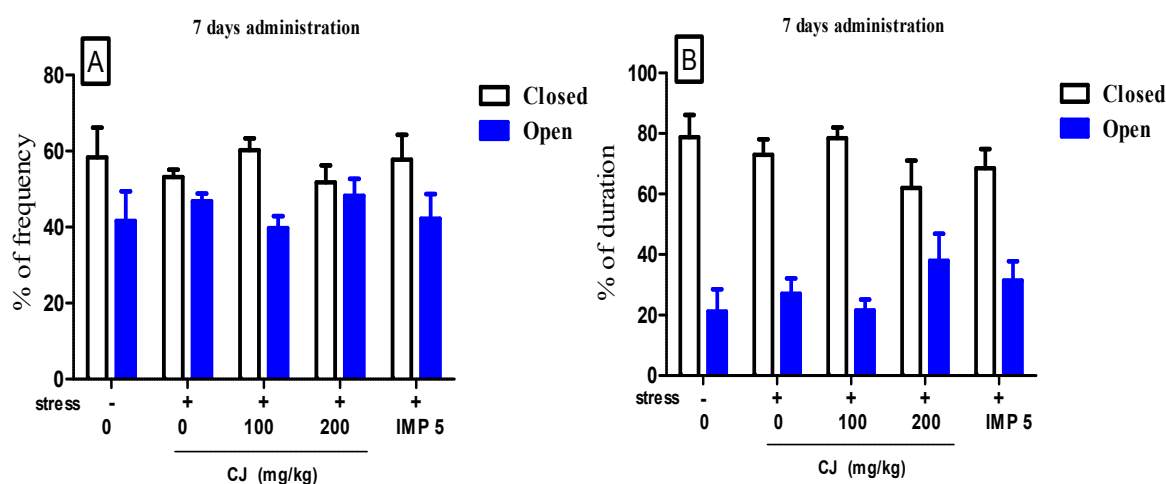 7 days administration
A
80
60
40
20
0
% of frequency
Closed
Open
stress - + + + +
0 0 100 200 IMP 5
CJ (mg/kg)
7 days administration
B
100
80
60
40
20
0
% of duration
Closed
Open
stress - + + + +
0 0 100 200 IMP 5
CJ (mg/kg)